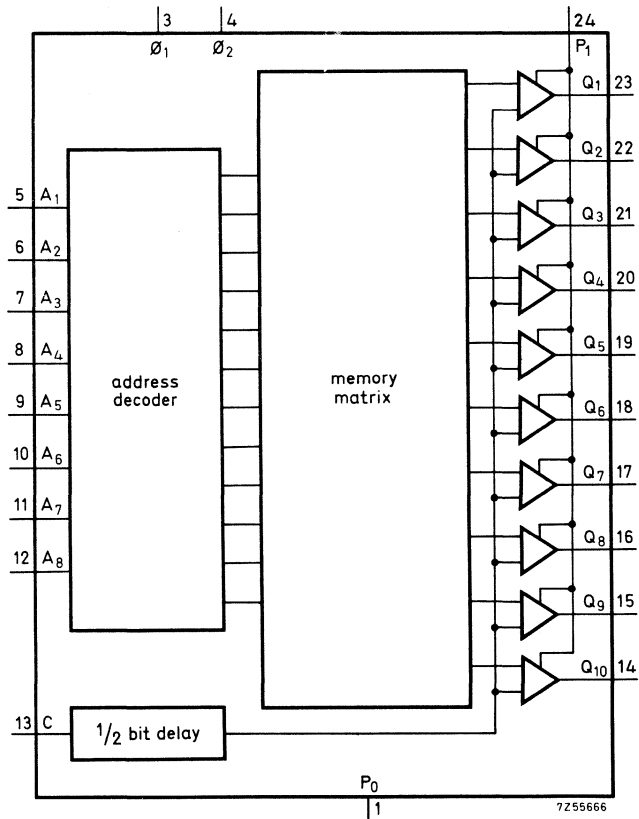 3 4 24
Ø1 Ø2 P1
Q1 23
Q2 22
5 A1
Q3 21
6 A2
7 A3
Q4 20
8 A4
Q5 19
address decoder
memory matrix
9 A5
Q6 18
10 A6
Q7 17
11 A7
Q8 16
12 A8
Q9 15
Q10 14
13 C
1/2 bit delay
P0
1
7Z55666